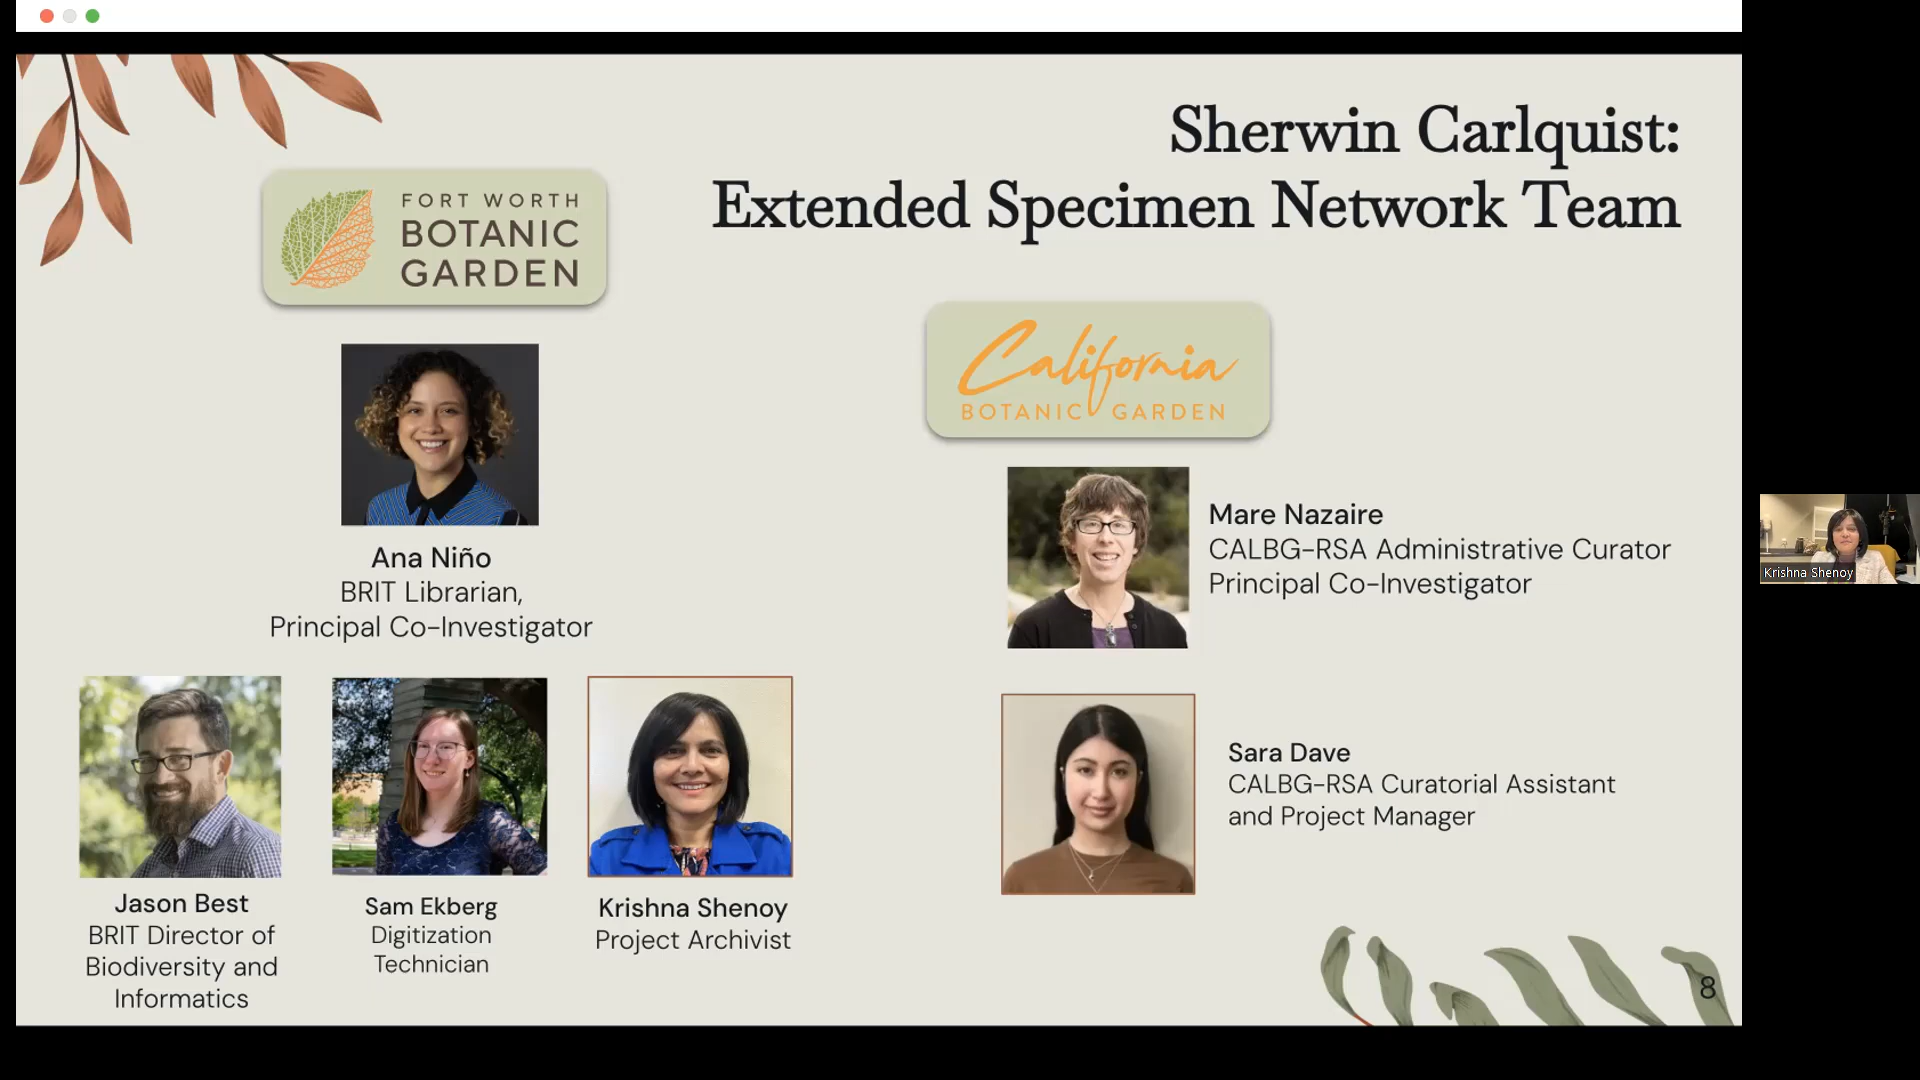 Sherwin Carlquist:
Extended Specimen Network Team
FORT WORTH
BOTANIC
GARDEN
Ana Niño
BRIT Librarian,
Principal Co-Investigator
Jason Best
BRIT Director of
Biodiversity and
Informatics
Sam Ekberg
Digitization
Technician
Krishna Shenoy
Project Archivist
California
BOTANIC GARDEN
Mare Nazaire
CALBG-RSA Administrative Curator
Principal Co-Investigator
Sara Dave
CALBG-RSA Curatorial Assistant
and Project Manager
8
Krishna Shenoy